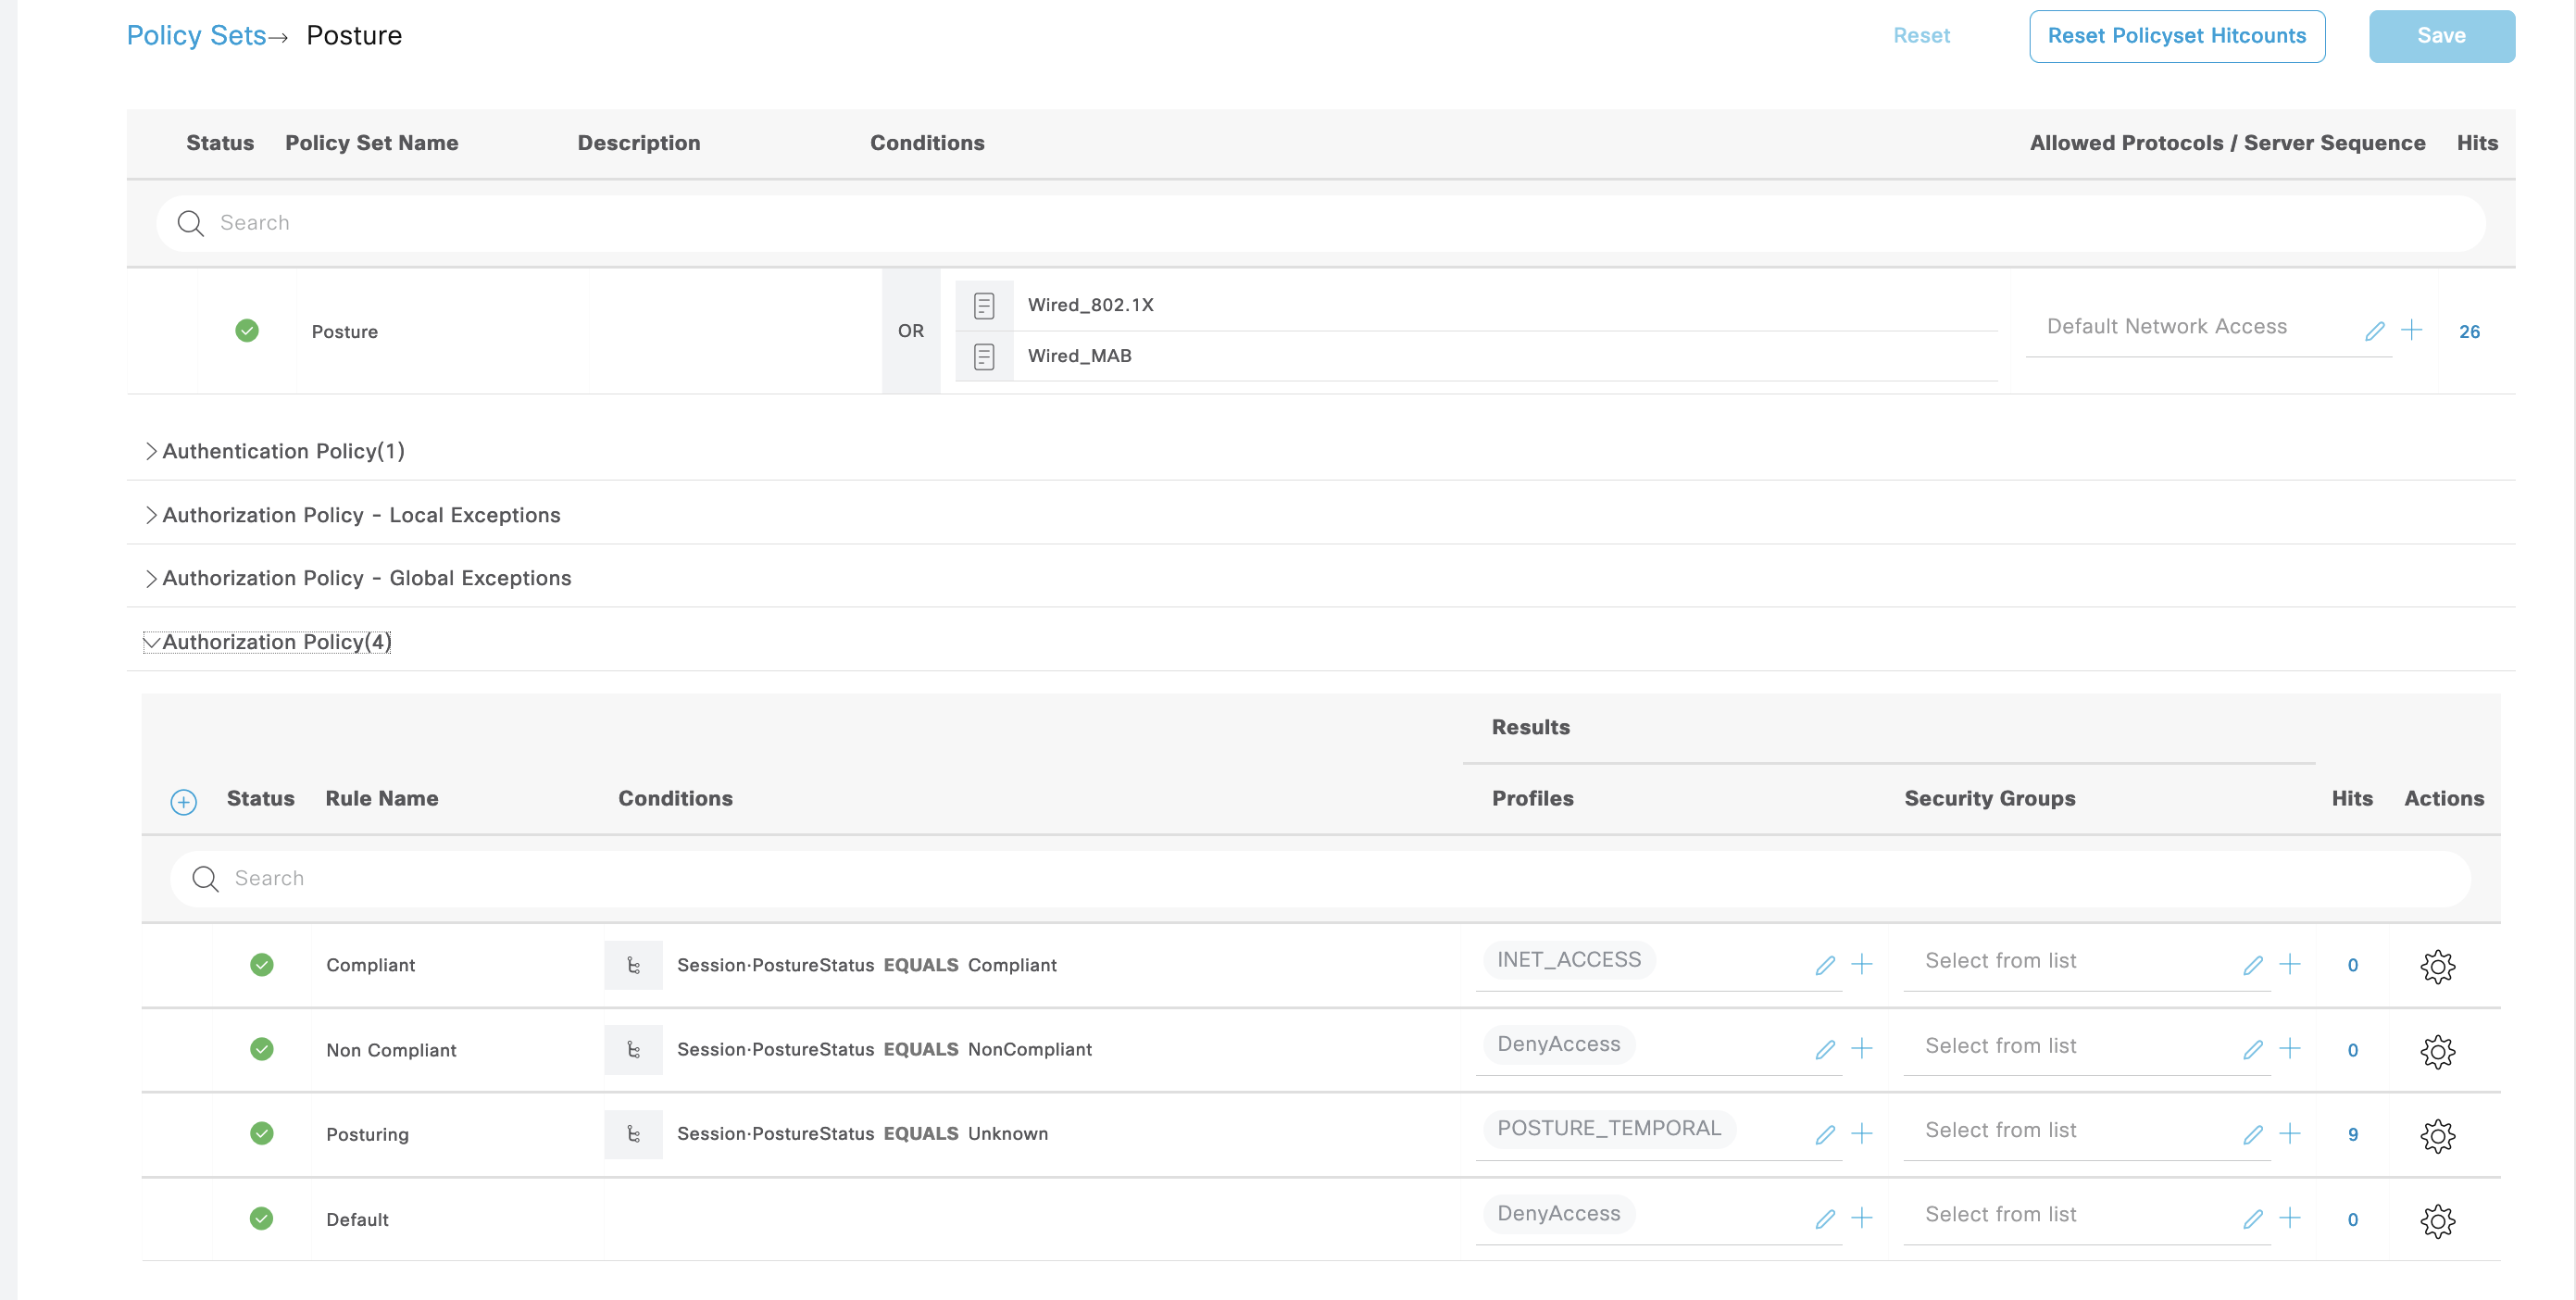 Policy Sets→ Posture Reset Reset Policyset Hitcounts Save
Status Policy Set Name Description Conditions Allowed Protocols / Server Sequence Hits
Search
Posture OR Wired_802.1X Default Network Access 26
Wired_MAB
Authentication Policy(1)
Authorization Policy - Local Exceptions
Authorization Policy - Global Exceptions
Authorization Policy(4)
Results
Status Rule Name Conditions Profiles Security Groups Hits Actions
Search
Compliant Session·PostureStatus EQUALS Compliant INET_ACCESS Select from list 0
Non Compliant Session·PostureStatus EQUALS NonCompliant DenyAccess Select from list 0
Posturing Session·PostureStatus EQUALS Unknown POSTURE_TEMPORAL Select from list 9
Default DenyAccess Select from list 0